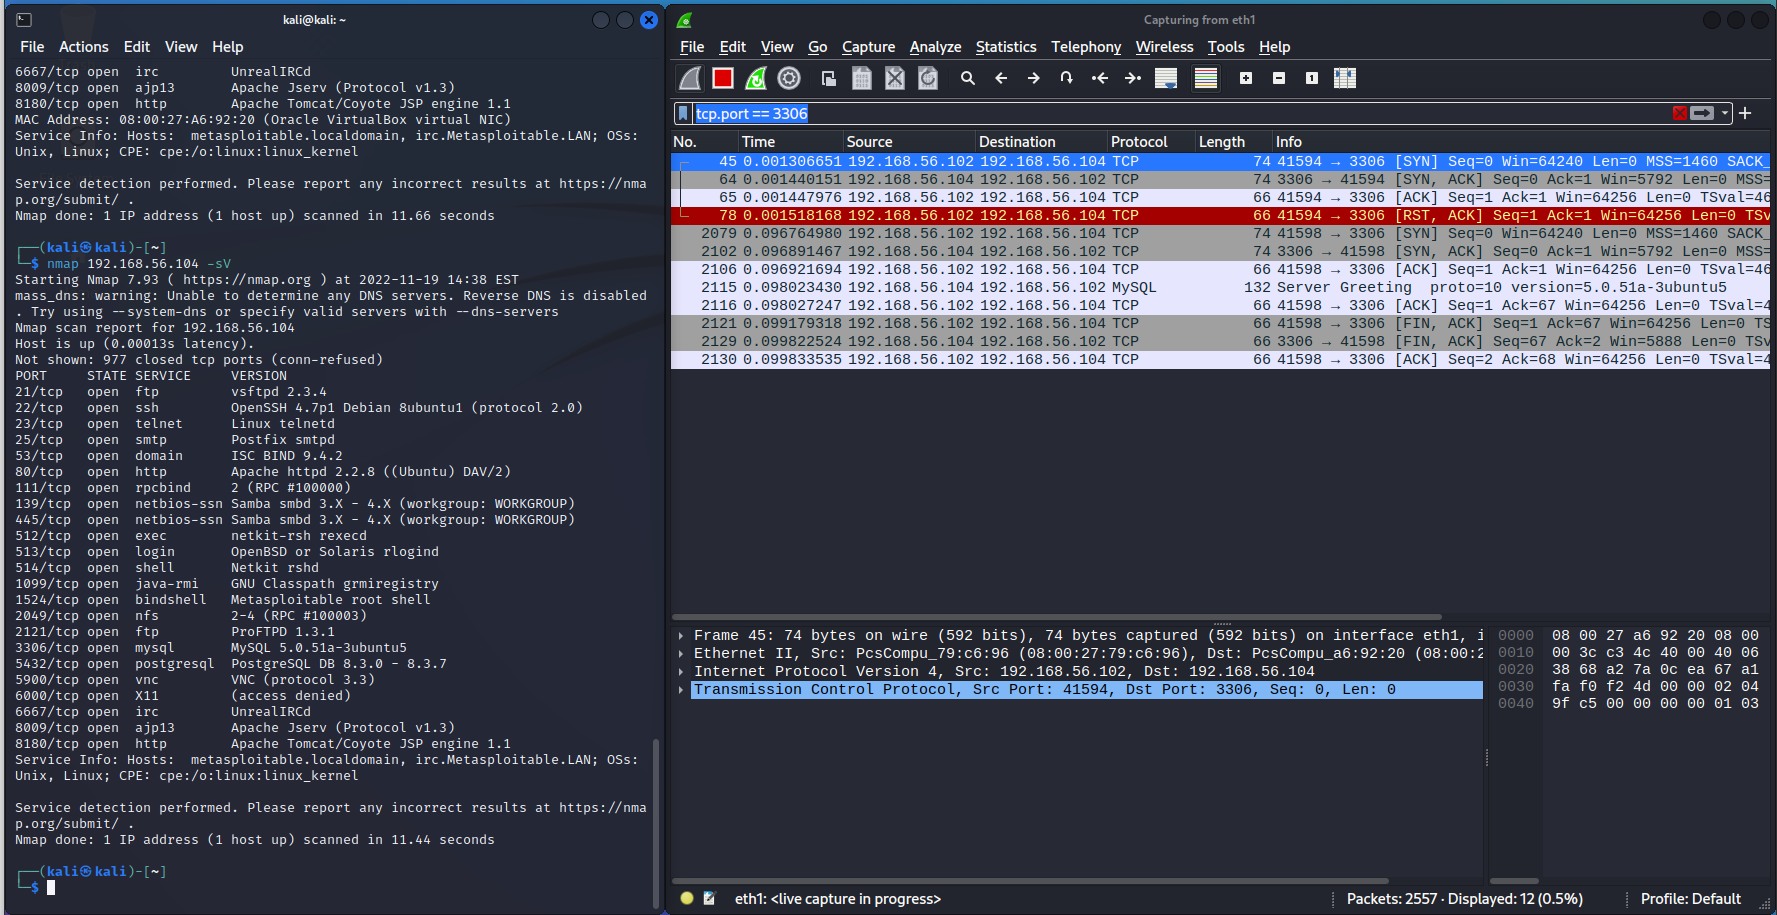 kali@kali: ~
File Actions Edit View Help
6667/tcp open irc UnrealIRCd
8009/tcp open ajp13 Apache Jserv (Protocol v1.3)
8180/tcp open http Apache Tomcat/Coyote JSP engine 1.1
MAC Address: 08:00:27:A6:92:20 (Oracle VirtualBox virtual NIC)
Service Info: Hosts:  metasploitable.localdomain, irc.Metasploitable.LAN; OSs:
Unix, Linux; CPE: cpe:/o:linux:linux_kernel
Service detection performed. Please report any incorrect results at https://nma
p.org/submit/ .
Nmap done: 1 IP address (1 host up) scanned in 11.66 seconds
┌──(kali㉿kali)-[~]
└─$ nmap 192.168.56.104 -sV
Starting Nmap 7.93 ( https://nmap.org ) at 2022-11-19 14:38 EST
mass_dns: warning: Unable to determine any DNS servers. Reverse DNS is disabled
. Try using --system-dns or specify valid servers with --dns-servers
Nmap scan report for 192.168.56.104
Host is up (0.00013s latency).
Not shown: 977 closed tcp ports (conn-refused)
PORT STATE SERVICE VERSION
21/tcp open ftp vsftpd 2.3.4
22/tcp open ssh OpenSSH 4.7p1 Debian 8ubuntu1 (protocol 2.0)
23/tcp open telnet Linux telnetd
25/tcp open smtp Postfix smtpd
53/tcp open domain ISC BIND 9.4.2
80/tcp open http Apache httpd 2.2.8 ((Ubuntu) DAV/2)
111/tcp open rpcbind 2 (RPC #100000)
139/tcp open netbios-ssn Samba smbd 3.X - 4.X (workgroup: WORKGROUP)
445/tcp open netbios-ssn Samba smbd 3.X - 4.X (workgroup: WORKGROUP)
512/tcp open exec netkit-rsh rexecd
513/tcp open login OpenBSD or Solaris rlogind
514/tcp open shell Netkit rshd
1099/tcp open java-rmi GNU Classpath grmiregistry
1524/tcp open bindshell Metasploitable root shell
2049/tcp open nfs 2-4 (RPC #100003)
2121/tcp open ftp ProFTPD 1.3.1
3306/tcp open mysql MySQL 5.0.51a-3ubuntu5
5432/tcp open postgresql PostgreSQL DB 8.3.0 - 8.3.7
5900/tcp open vnc VNC (protocol 3.3)
6000/tcp open X11 (access denied)
6667/tcp open irc UnrealIRCd
8009/tcp open ajp13 Apache Jserv (Protocol v1.3)
8180/tcp open http Apache Tomcat/Coyote JSP engine 1.1
Service Info: Hosts:  metasploitable.localdomain, irc.Metasploitable.LAN; OSs:
Unix, Linux; CPE: cpe:/o:linux:linux_kernel
Service detection performed. Please report any incorrect results at https://nma
p.org/submit/ .
Nmap done: 1 IP address (1 host up) scanned in 11.44 seconds
┌──(kali㉿kali)-[~]
└─$
Capturing from eth1
File Edit View Go Capture Analyze Statistics Telephony Wireless Tools Help
tcp.port == 3306
No. Time Source Destination Protocol Length Info
45 0.001306651 192.168.56.102 192.168.56.104 TCP 74 41594 → 3306 [SYN] Seq=0 Win=64240 Len=0 MSS=1460 SACK_
64 0.001440151 192.168.56.104 192.168.56.102 TCP 74 3306 → 41594 [SYN, ACK] Seq=0 Ack=1 Win=5792 Len=0 MSS=
65 0.001447976 192.168.56.102 192.168.56.104 TCP 66 41594 → 3306 [ACK] Seq=1 Ack=1 Win=64256 Len=0 TSval=46
78 0.001518168 192.168.56.102 192.168.56.104 TCP 66 41594 → 3306 [RST, ACK] Seq=1 Ack=1 Win=64256 Len=0 TSv
2079 0.096764980 192.168.56.102 192.168.56.104 TCP 74 41598 → 3306 [SYN] Seq=0 Win=64240 Len=0 MSS=1460 SACK_
2102 0.096891467 192.168.56.104 192.168.56.102 TCP 74 3306 → 41598 [SYN, ACK] Seq=0 Ack=1 Win=5792 Len=0 MSS=
2106 0.096921694 192.168.56.102 192.168.56.104 TCP 66 41598 → 3306 [ACK] Seq=1 Ack=1 Win=64256 Len=0 TSval=46
2115 0.098023430 192.168.56.104 192.168.56.102 MySQL 132 Server Greeting  proto=10 version=5.0.51a-3ubuntu5
2116 0.098027247 192.168.56.102 192.168.56.104 TCP 66 41598 → 3306 [ACK] Seq=1 Ack=67 Win=64256 Len=0 TSval=4
2121 0.099179318 192.168.56.102 192.168.56.104 TCP 66 41598 → 3306 [FIN, ACK] Seq=1 Ack=67 Win=64256 Len=0 TS
2129 0.099822524 192.168.56.104 192.168.56.102 TCP 66 3306 → 41598 [FIN, ACK] Seq=67 Ack=2 Win=5888 Len=0 TSv
2130 0.099833535 192.168.56.102 192.168.56.104 TCP 66 41598 → 3306 [ACK] Seq=2 Ack=68 Win=64256 Len=0 TSval=4
Frame 45: 74 bytes on wire (592 bits), 74 bytes captured (592 bits) on interface eth1, i
Ethernet II, Src: PcsCompu_79:c6:96 (08:00:27:79:c6:96), Dst: PcsCompu_a6:92:20 (08:00:2
Internet Protocol Version 4, Src: 192.168.56.102, Dst: 192.168.56.104
Transmission Control Protocol, Src Port: 41594, Dst Port: 3306, Seq: 0, Len: 0
0000 08 00 27 a6 92 20 08 00
0010 00 3c c3 4c 40 00 40 06
0020 38 68 a2 7a 0c ea 67 a1
0030 fa f0 f2 4d 00 00 02 04
0040 9f c5 00 00 00 00 01 03
eth1: <live capture in progress>
Packets: 2557 · Displayed: 12 (0.5%)
Profile: Default